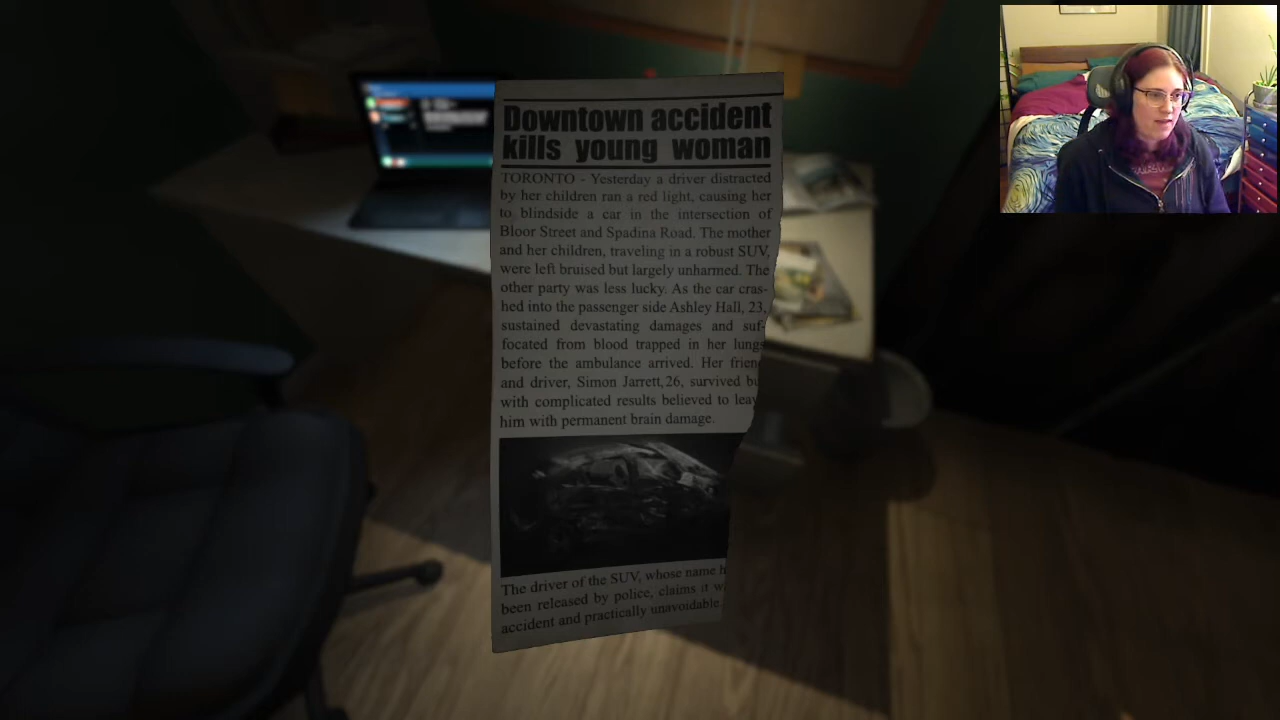 Downtown accident
kills young woman
TORONTO - Yesterday a driver distracted
by her children ran a red light, causing her
to blindside a car in the intersection of
Bloor Street and Spadina Road. The mother
and her children, traveling in a robust SUV,
were left bruised but largely unharmed. The
other party was less lucky. As the car cras-
hed into the passenger side Ashley Hall, 23,
sustained devastating damages and suf-
focated from blood trapped in her lungs
before the ambulance arrived. Her frien
and driver, Simon Jarrett, 26, survived bu
with complicated results believed to leav
him with permanent brain damage.
The driver of the SUV, whose name h
been released by police, claims it w
accident and practically unavoidable.